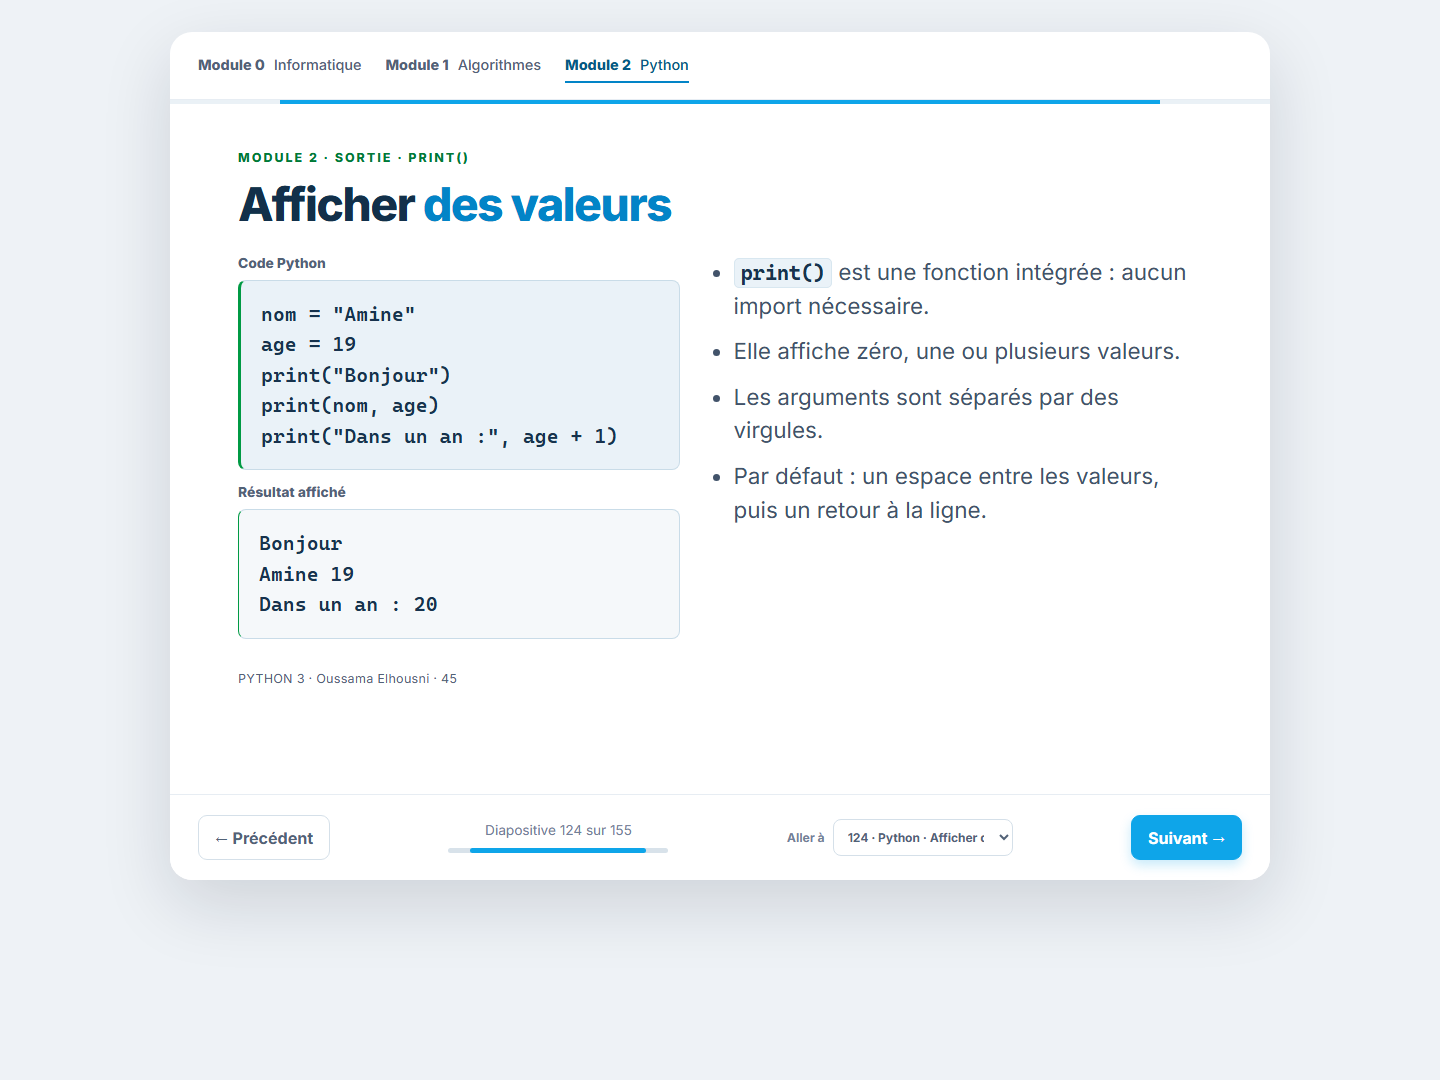 Module 0 Informatique Module 1 Algorithmes Module 2 Python
MODULE 2 · SORTIE · PRINT()
Afficher des valeurs
Code Python
nom = "Amine"
age = 19
print("Bonjour")
print(nom, age)
print("Dans un an :", age + 1)
Résultat affiché
Bonjour
Amine 19
Dans un an : 20
print() est une fonction intégrée : aucun
import nécessaire.
Elle affiche zéro, une ou plusieurs valeurs.
Les arguments sont séparés par des
virgules.
Par défaut : un espace entre les valeurs,
puis un retour à la ligne.
PYTHON 3 · Oussama Elhousni · 45
← Précédent
Diapositive 124 sur 155
Aller à
124 · Python · Afficher
Suivant →